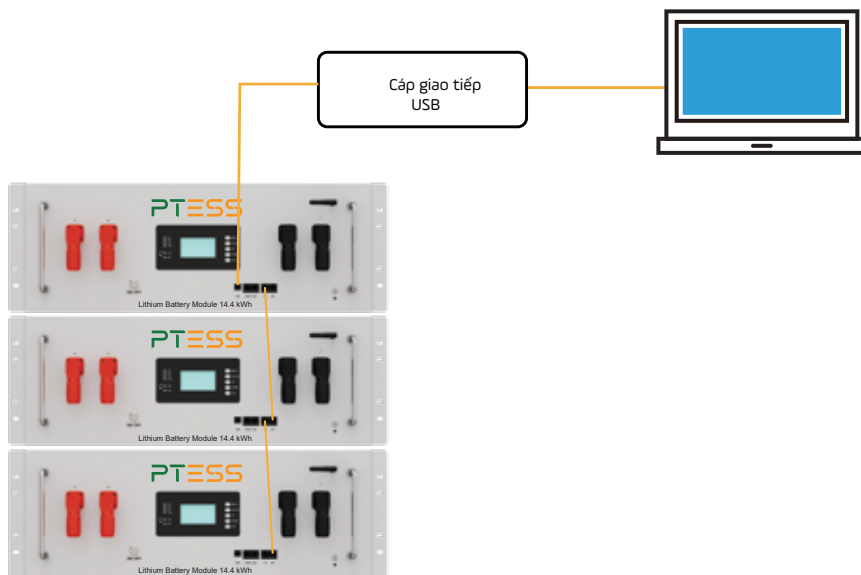 Cáp giao tiếp
USB
PTESS
Lithium Battery Module 14.4 kWh
PTESS
Lithium Battery Module 14.4 kWh
PTESS
Lithium Battery Module 14.4 kWh